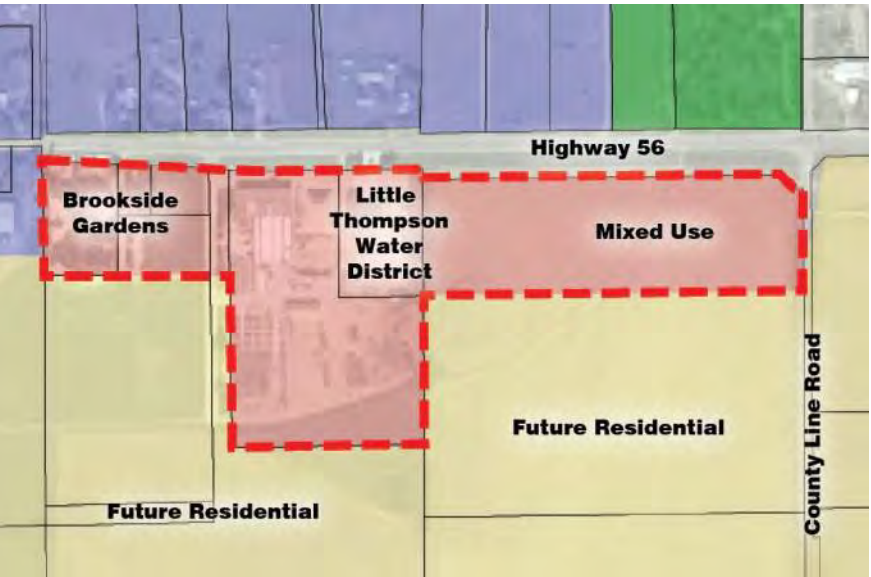 Highway 56
Brookside
Gardens
Little
Thompson
Water
District
Mixed Use
County Line Road
Future Residential
Future Residential